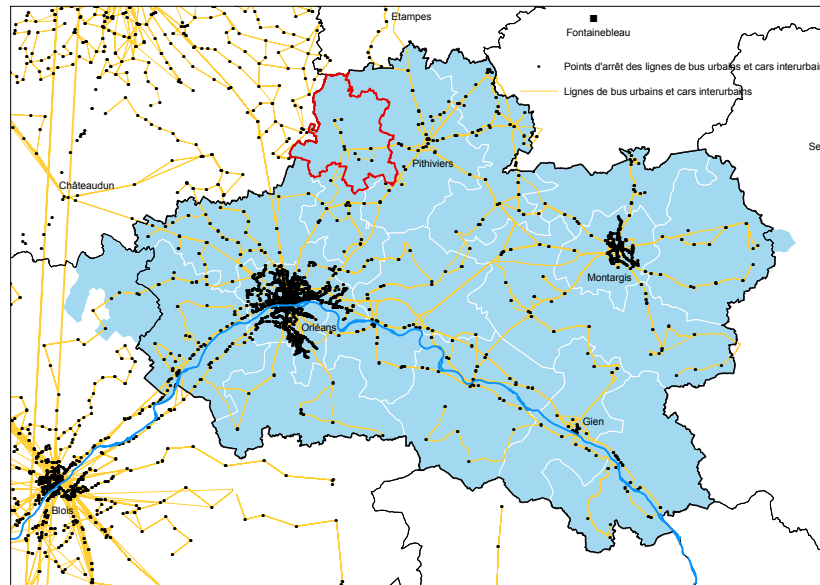 Etampes
Fontainebleau
Points d'arrêt des lignes de bus urbains et cars interurbain
Lignes de bus urbains et cars interurbains
Se
Pithiviers
Châteaudun
Montargis
Orléans
Gien
Blois